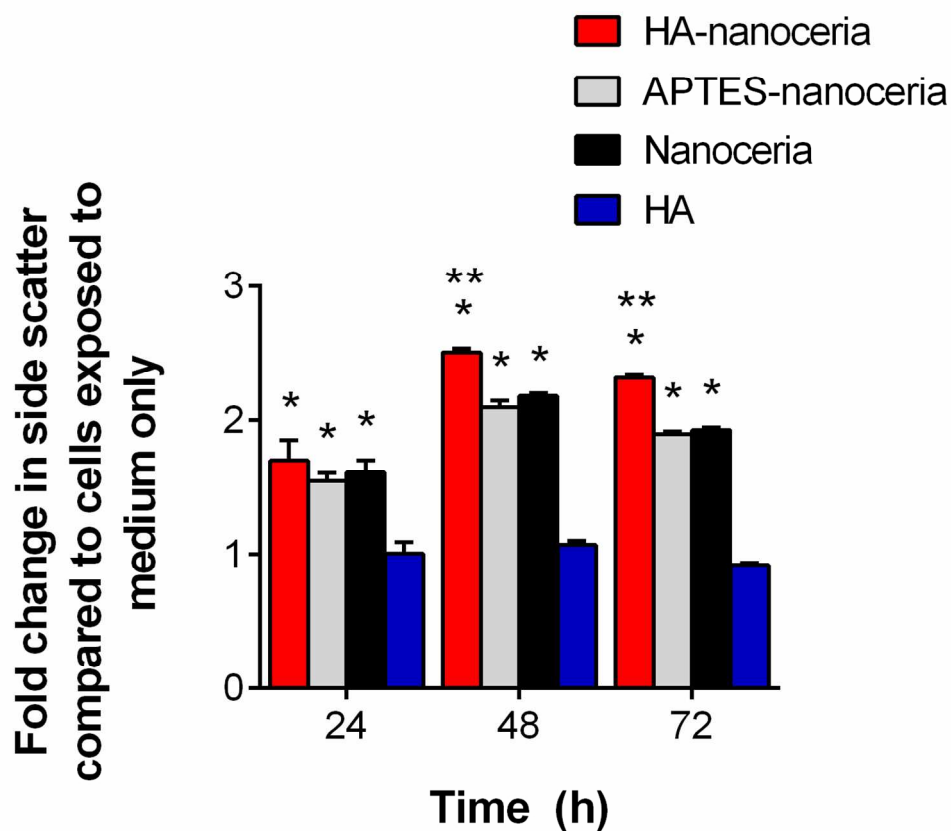 HA-nanoceria
APTES-nanoceria
Nanoceria
HA
Fold change in side scatter
compared to cells exposed to
medium only
3
2
1
0
*
*
*
**
*
*
*
**
*
*
*
24
48
72
Time (h)